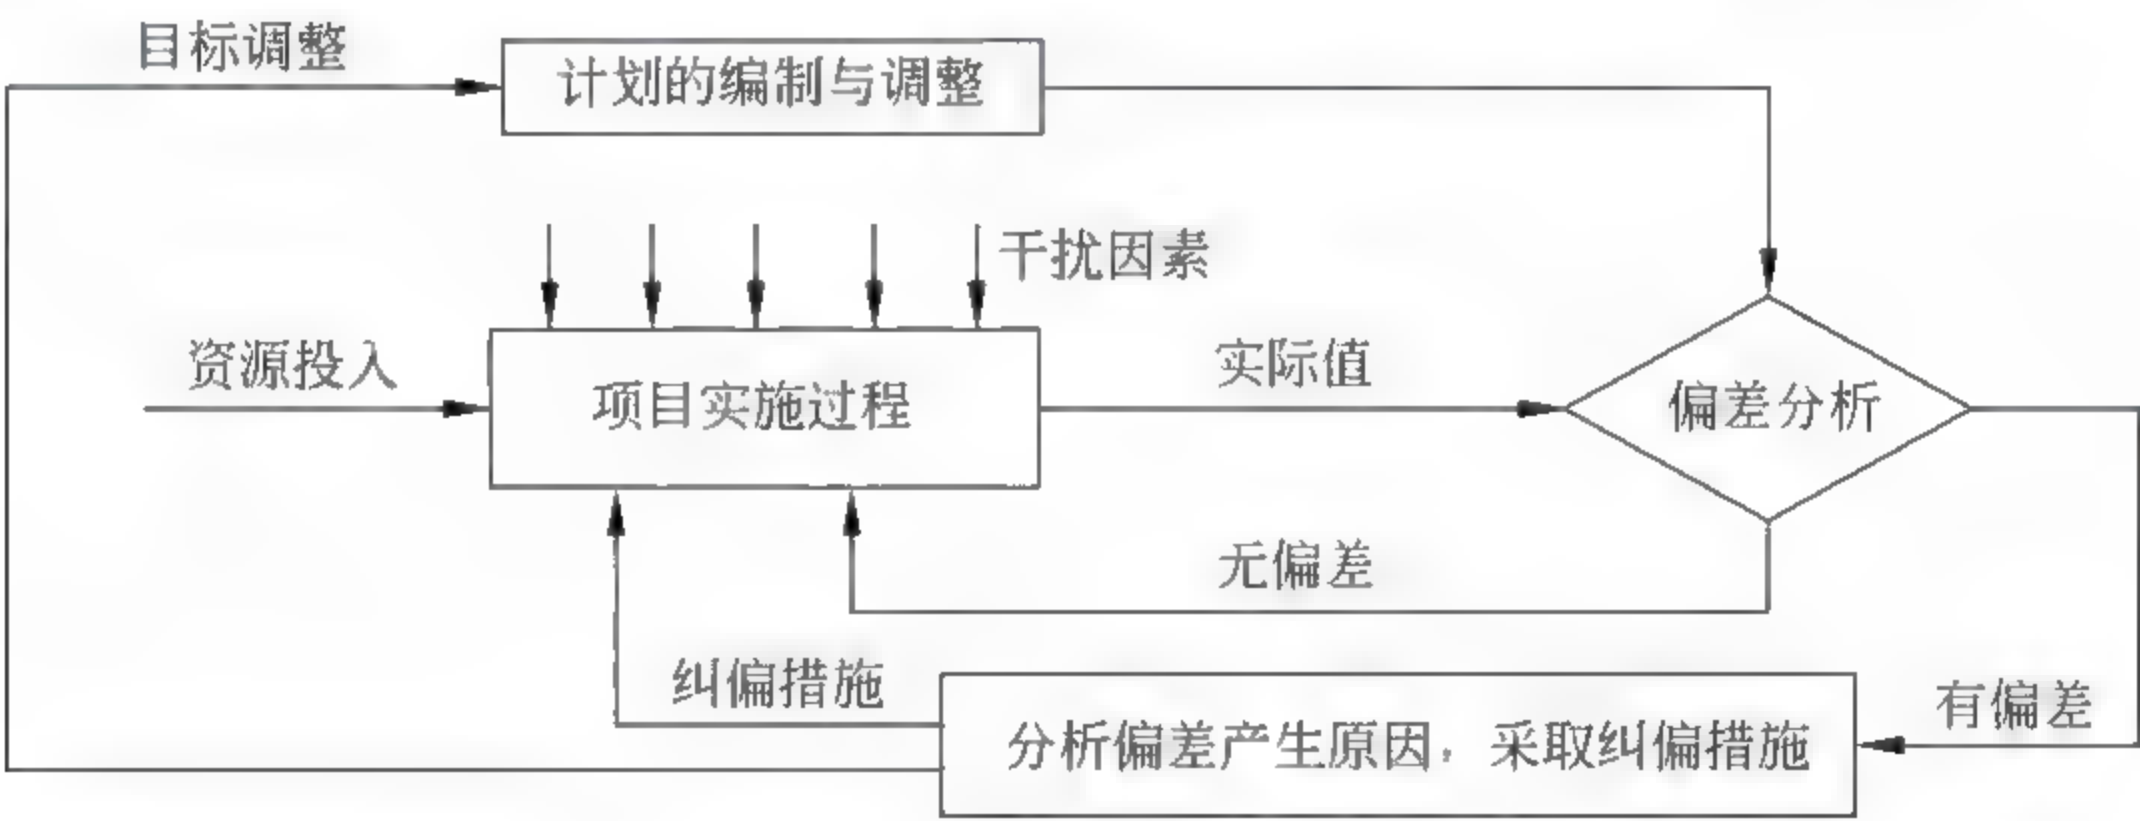 目标调整
计划的编制与调整
干扰因素
资源投入
项目实施过程
实际值
偏差分析
无偏差
纠偏措施
有偏差
分析偏差产生原因，采取纠偏措施